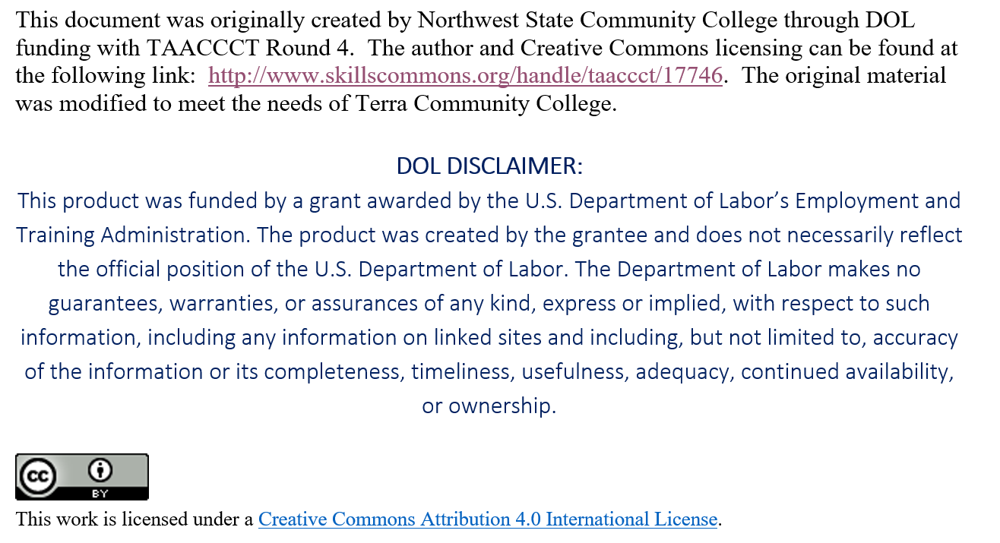 This document was originally created by Northwest State Community College through DOL
funding with TAACCCT Round 4.  The author and Creative Commons licensing can be found at
the following link:  http://www.skillscommons.org/handle/taaccct/17746.  The original material
was modified to meet the needs of Terra Community College.
DOL DISCLAIMER:
This product was funded by a grant awarded by the U.S. Department of Labor’s Employment and
Training Administration. The product was created by the grantee and does not necessarily reflect
the official position of the U.S. Department of Labor. The Department of Labor makes no
guarantees, warranties, or assurances of any kind, express or implied, with respect to such
information, including any information on linked sites and including, but not limited to, accuracy
of the information or its completeness, timeliness, usefulness, adequacy, continued availability,
or ownership.
cc
BY
This work is licensed under a Creative Commons Attribution 4.0 International License.